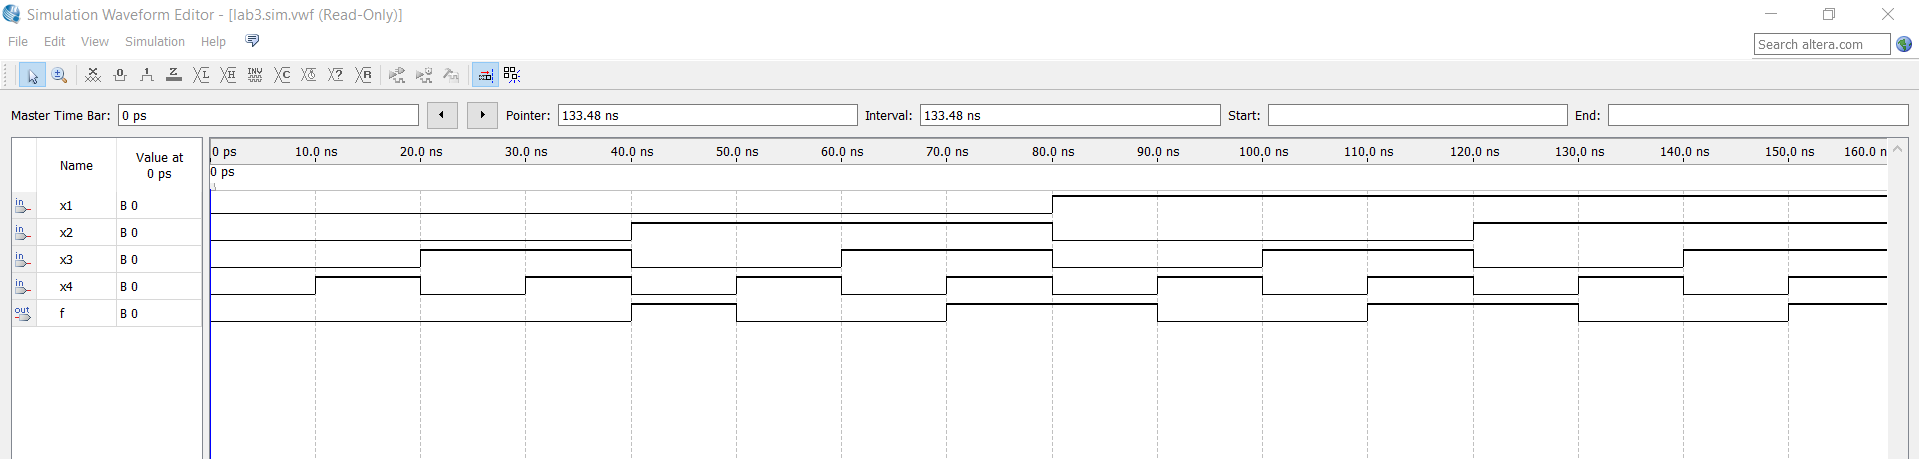 Simulation Waveform Editor - [lab3.sim.vwf (Read-Only)]
File Edit View Simulation Help
Search altera.com
Master Time Bar: 0 ps Pointer: 133.48 ns Interval: 133.48 ns Start: End:
Name Value at 0 ps
0 ps 10.0 ns 20.0 ns 30.0 ns 40.0 ns 50.0 ns 60.0 ns 70.0 ns 80.0 ns 90.0 ns 100.0 ns 110.0 ns 120.0 ns 130.0 ns 140.0 ns 150.0 ns 160.0 n
0 ps
in x1 B 0
in x2 B 0
in x3 B 0
in x4 B 0
out f B 0